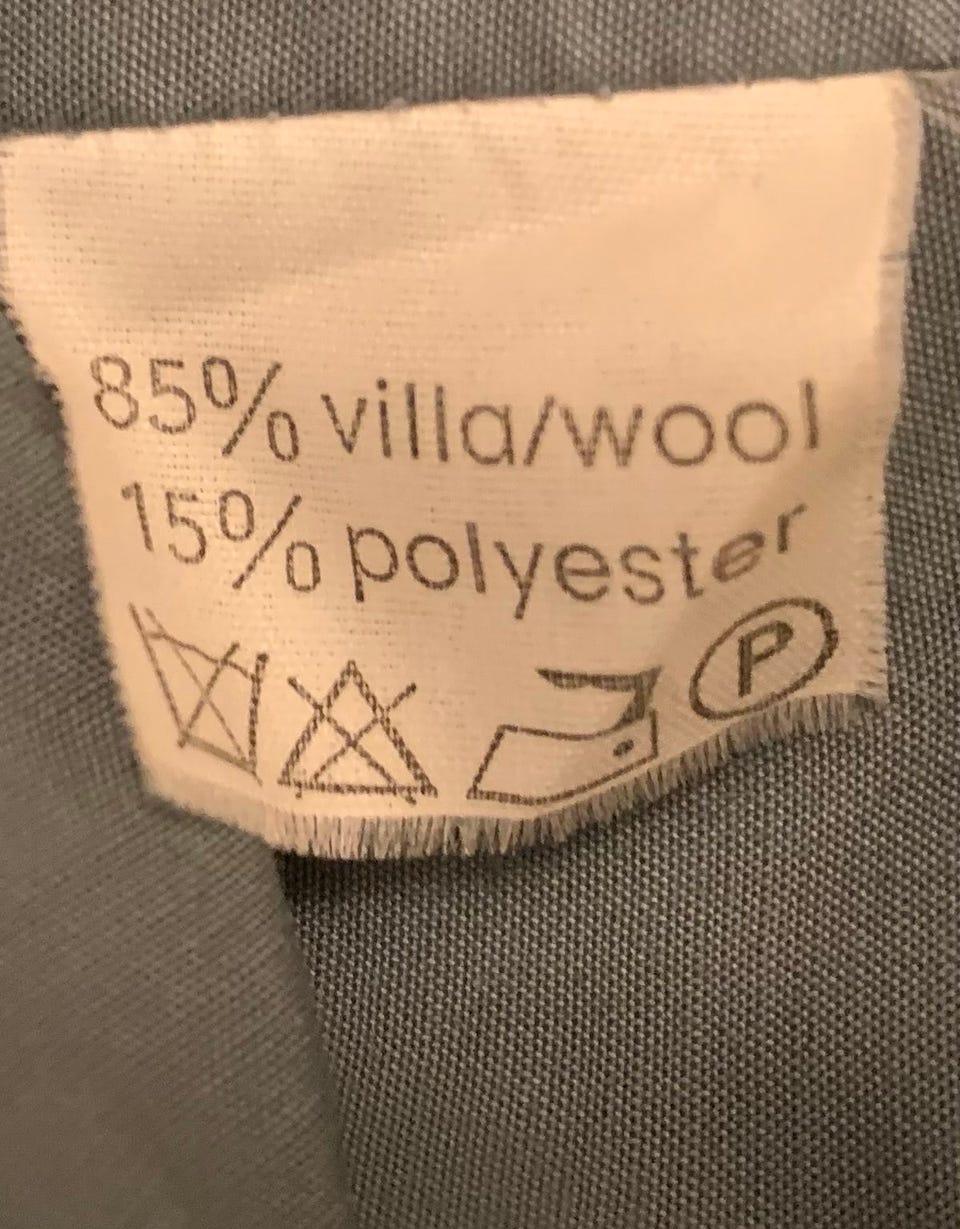 85% villa/wool
15% polyester
P